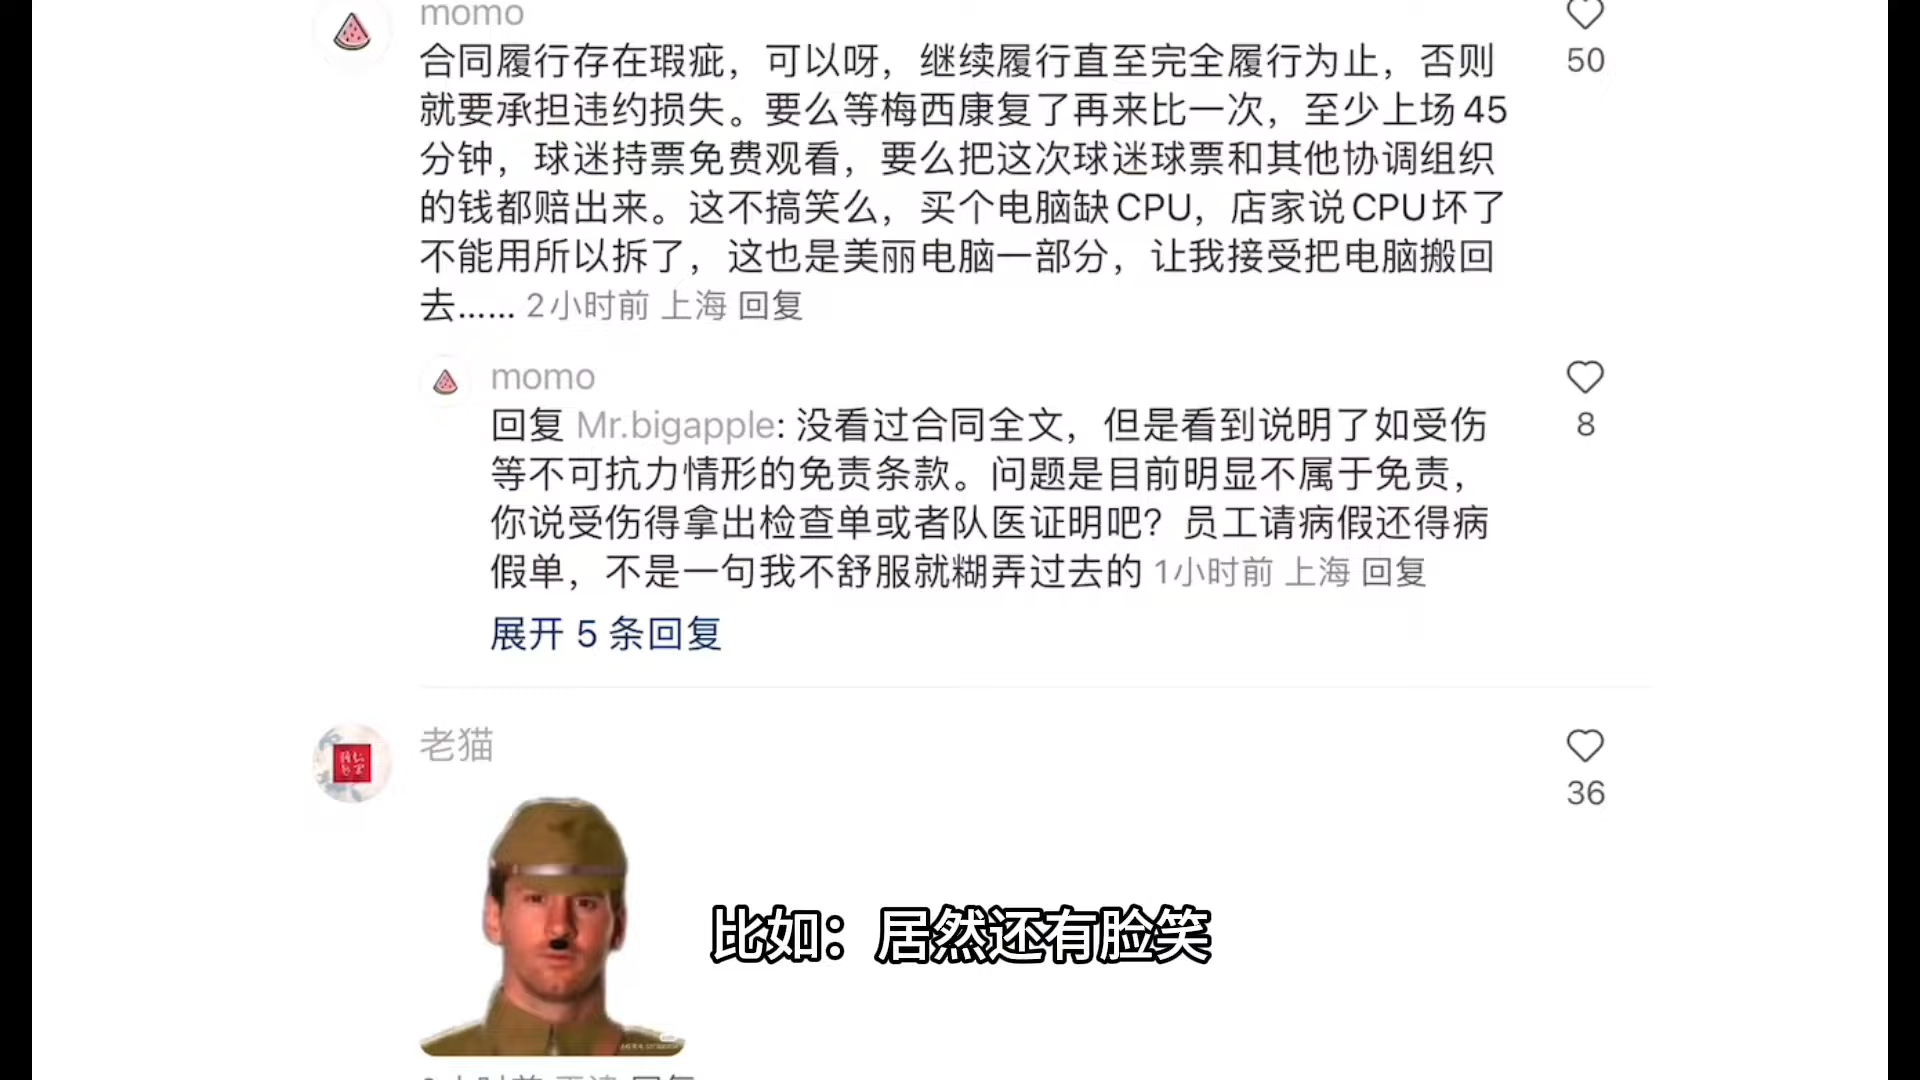 momo
50
合同履行存在瑕疵，可以呀，继续履行直至完全履行为止，否则
就要承担违约损失。要么等梅西康复了再来比一次，至少上场45
分钟，球迷持票免费观看，要么把这次球迷球票和其他协调组织
的钱都赔出来。这不搞笑么，买个电脑缺CPU，店家说CPU坏了
不能用所以拆了，这也是美丽电脑一部分，让我接受把电脑搬回
去…… 2小时前 上海 回复
momo
8
回复 Mr.bigapple: 没看过合同全文，但是看到说明了如受伤
等不可抗力情形的免责条款。问题是目前明显不属于免责，
你说受伤得拿出检查单或者队医证明吧？员工请病假还得病
假单，不是一句我不舒服就糊弄过去的 1小时前 上海 回复
展开 5 条回复
老猫
36
比如：居然还有脸笑